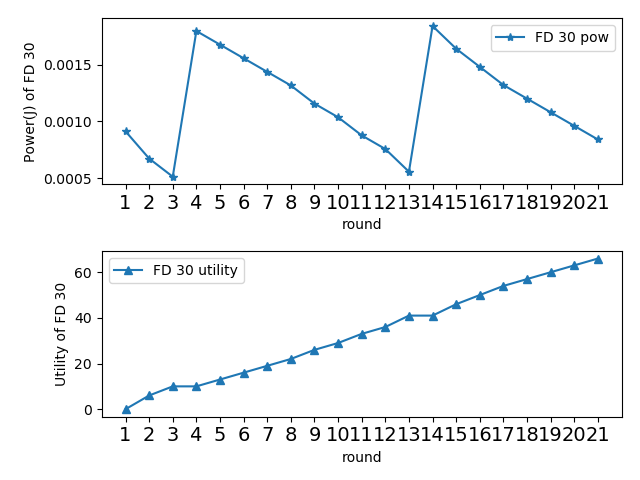 FD 30 pow
Power(J) of FD 30
0.0015
0.0010
0.0005
1 2 3 4 5 6 7 8 9 10 11 12 13 14 15 16 17 18 19 20 21
round
FD 30 utility
Utility of FD 30
60
40
20
0
1 2 3 4 5 6 7 8 9 10 11 12 13 14 15 16 17 18 19 20 21
round